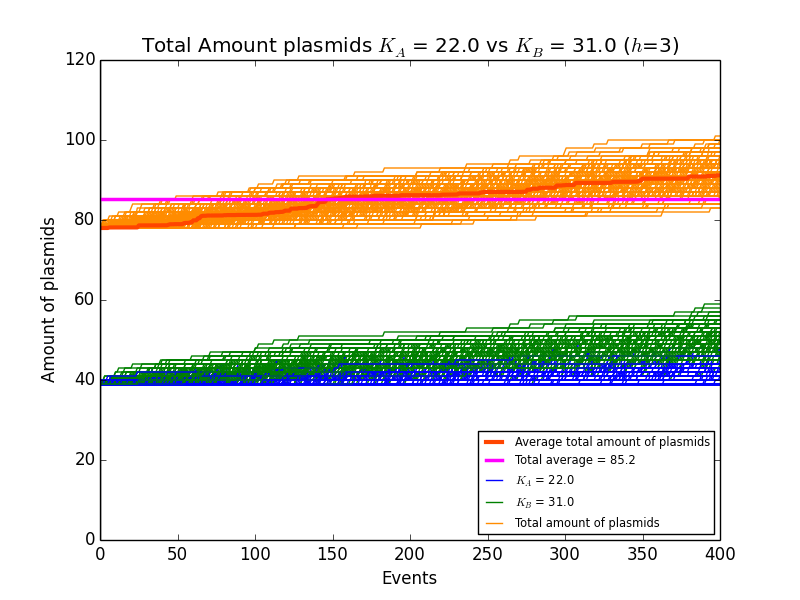 Total Amount plasmids K_A = 22.0 vs K_B = 31.0 (h=3)
120
100
80
60
40
20
0
Amount of plasmids
0 50 100 150 200 250 300 350 400
Events
Average total amount of plasmids
Total average = 85.2
K_A = 22.0
K_B = 31.0
Total amount of plasmids